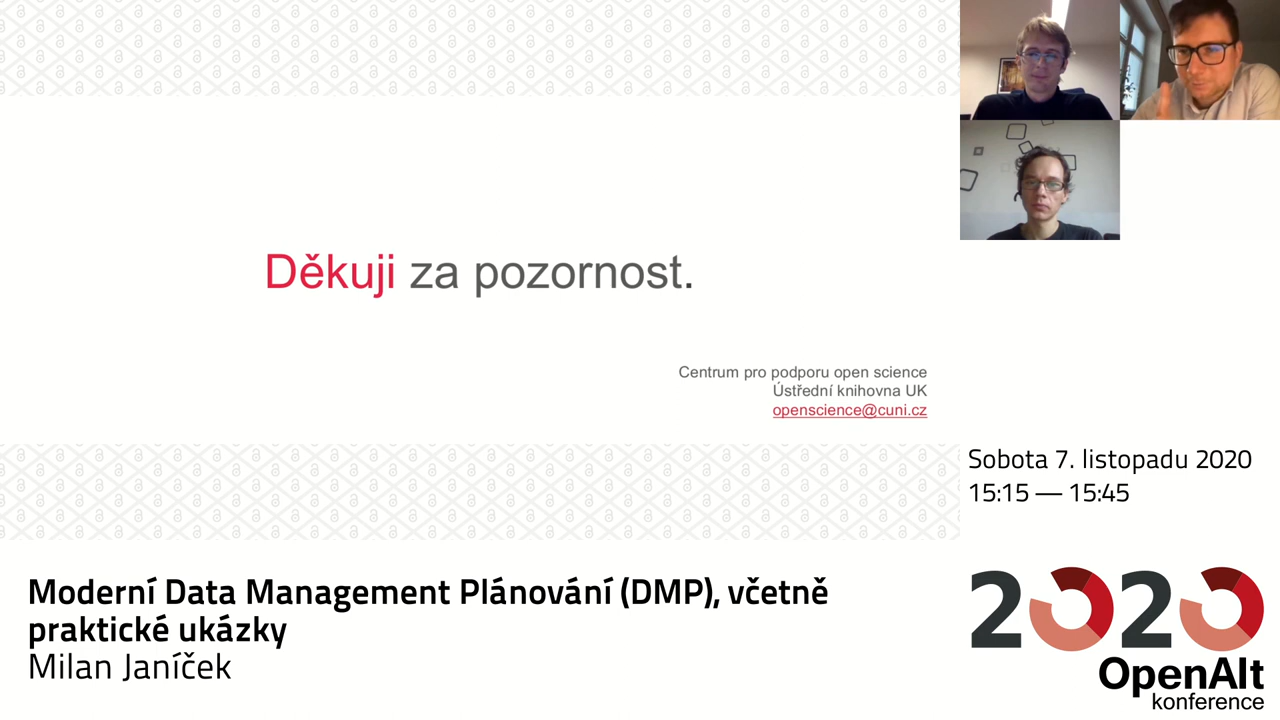 Děkuji za pozornost.
Centrum pro podporu open science
Ústřední knihovna UK
openscience@cuni.cz
Sobota 7. listopadu 2020
15:15 — 15:45
Moderní Data Management Plánování (DMP), včetně
praktické ukázky
Milan Janíček
2020
OpenAlt
konference